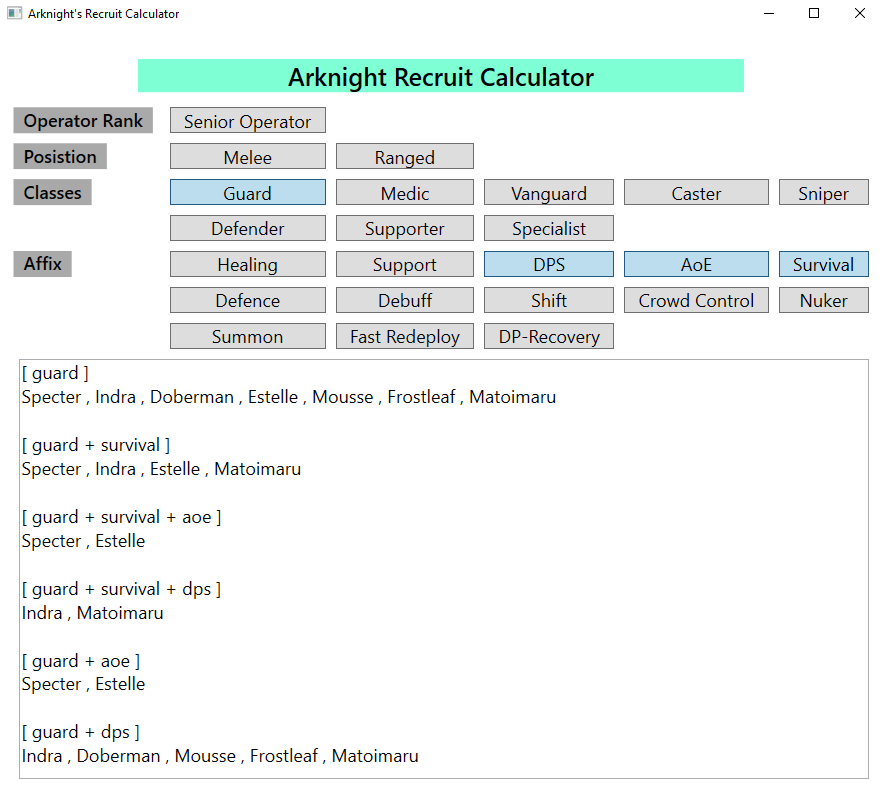 Arknight's Recruit Calculator
Arknight Recruit Calculator
Operator Rank Senior Operator
Posistion Melee Ranged
Classes Guard Medic Vanguard Caster Sniper
Defender Supporter Specialist
Affix Healing Support DPS AoE Survival
Defence Debuff Shift Crowd Control Nuker
Summon Fast Redeploy DP-Recovery
[ guard ]
Specter , Indra , Doberman , Estelle , Mousse , Frostleaf , Matoimaru
[ guard + survival ]
Specter , Indra , Estelle , Matoimaru
[ guard + survival + aoe ]
Specter , Estelle
[ guard + survival + dps ]
Indra , Matoimaru
[ guard + aoe ]
Specter , Estelle
[ guard + dps ]
Indra , Doberman , Mousse , Frostleaf , Matoimaru